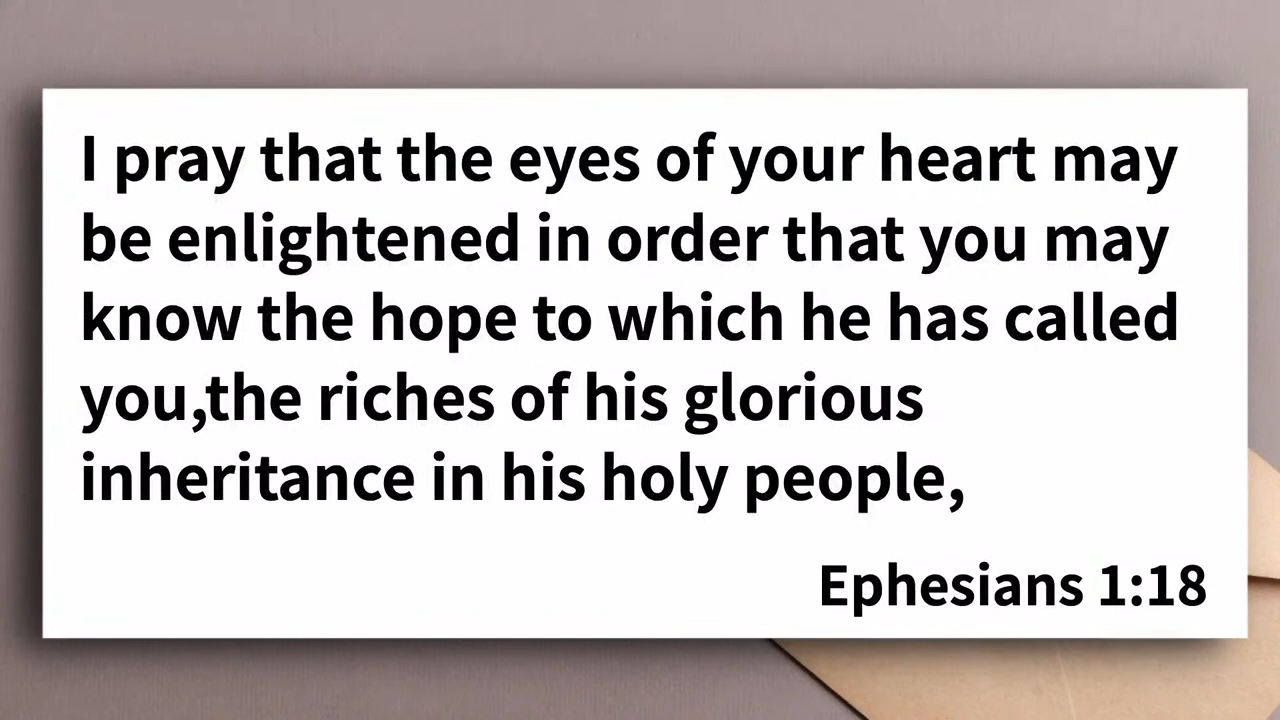 I pray that the eyes of your heart may
be enlightened in order that you may
know the hope to which he has called
you,the riches of his glorious
inheritance in his holy people,
Ephesians 1:18